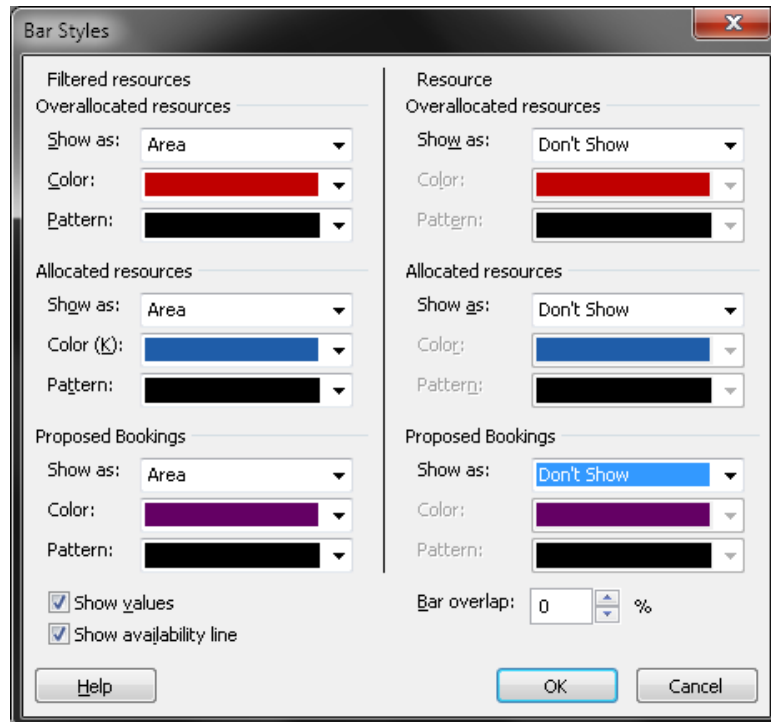 Bar Styles
Filtered resources
Overallocated resources
Show as: Area
Color:
Pattern:
Allocated resources
Show as: Area
Color (K):
Pattern:
Proposed Bookings
Show as: Area
Color:
Pattern:
Show values
Show availability line
Resource
Overallocated resources
Show as: Don't Show
Color:
Pattern:
Allocated resources
Show as: Don't Show
Color:
Pattern:
Proposed Bookings
Show as: Don't Show
Color:
Pattern:
Bar overlap: 0 %
Help
OK
Cancel